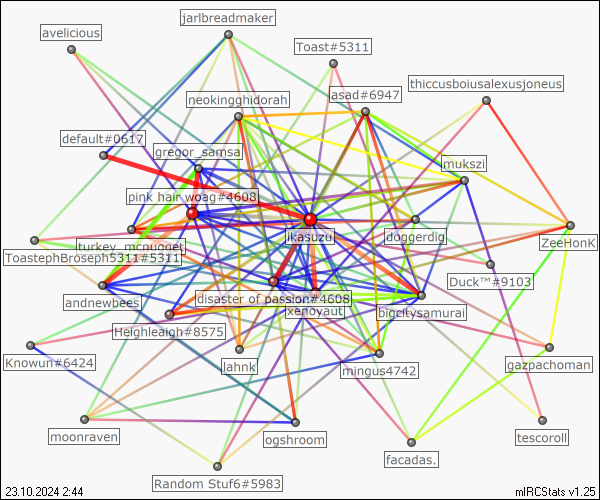 jarlbreadmaker
avelicious
Toast#5311
thiccusboiusalexusjoneus
asad#6947
neokingghidorah
default#0617
gregor_samsa
mukszi
pink hair woag#4608
ikasuzu
doggerdig
ZeeHonK
turkey_mcnugget
ToastephBroseph5311#5311
Duck™#9103
disaster of passion#4608
andnewbees
xenoyaut
bigcitysamurai
Heighleaigh#8575
Knowun#6424
lahnk
mingus4742
gazpachoman
moonraven
ogshroom
facadas.
tescoroll
Random Stuf6#5983
23.10.2024 2:44
mIRCStats v1.25